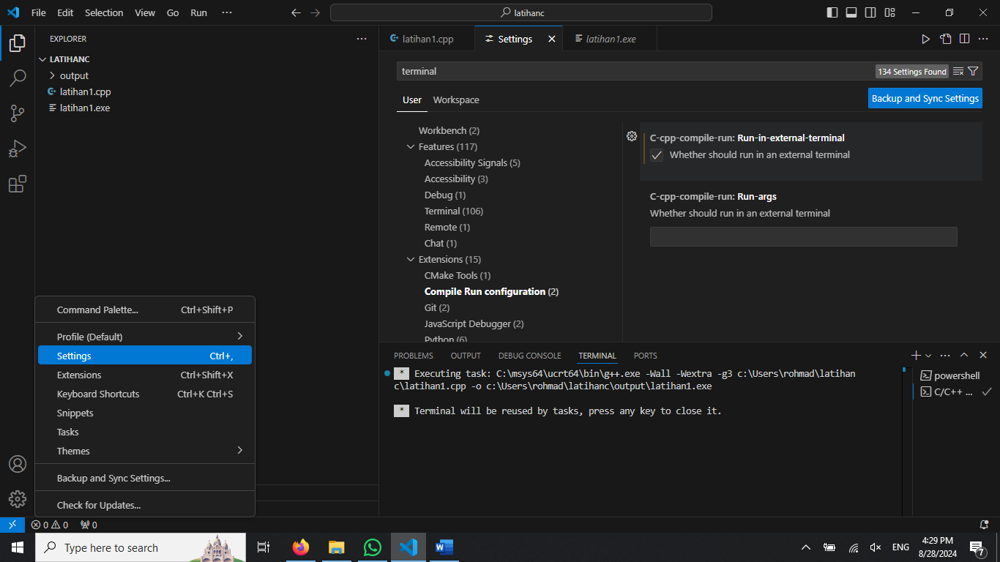 File Edit Selection View Go Run ···
latihanc
EXPLORER
LATIHANC
output
latihan1.cpp
latihan1.exe
latihan1.cpp
Settings
latihan1.exe
terminal
134 Settings Found
User
Workspace
Backup and Sync Settings
Workbench (2)
Features (117)
Accessibility Signals (5)
Accessibility (3)
Debug (1)
Terminal (106)
Remote (1)
Chat (1)
Extensions (15)
CMake Tools (1)
Compile Run configuration (2)
Git (2)
JavaScript Debugger (2)
Python (6)
C-cpp-compile-run: Run-in-external-terminal
Whether should run in an external terminal
C-cpp-compile-run: Run-args
Whether should run in an external terminal
Command Palette... Ctrl+Shift+P
Profile (Default)
Settings Ctrl+,
Extensions Ctrl+Shift+X
Keyboard Shortcuts Ctrl+K Ctrl+S
Snippets
Tasks
Themes
Backup and Sync Settings...
Check for Updates...
PROBLEMS OUTPUT DEBUG CONSOLE TERMINAL PORTS
* Executing task: C:\msys64\ucrt64\bin\g++.exe -Wall -Wextra -g3 c:\Users\rohmad\latihan
c\latihan1.cpp -o c:\Users\rohmad\latihanc\output\latihan1.exe
* Terminal will be reused by tasks, press any key to close it.
powershell
C/C++ ...
0 0 0
Type here to search
ENG
4:29 PM
8/28/2024
7